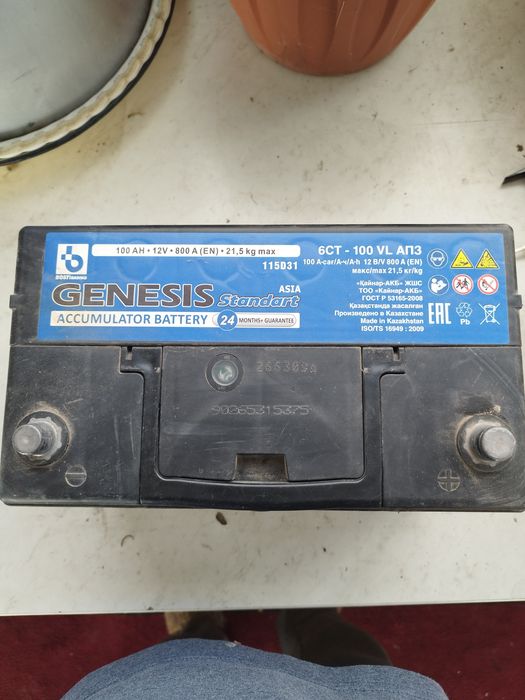 100 AH • 12V • 800 A (EN) • 21,5 kg max
115D31
ASIA
GENESIS Standart
ACCUMULATOR BATTERY 24 MONTHS+ GUARANTEE
6СТ - 100 VL АПЗ
100 А-сағ/А-ч/A-h 12 В/V 800 А (EN)
макс/max 21,5 кг/kg
«Қайнар-АКБ» ЖШС
ТОО «Кайнар-АКБ»
ГОСТ Р 53165-2008
Қазақстанда жасалған
Произведено в Казахстане
Made in Kazakhstan
ISO/TS 16949 : 2009
EAC
Pb
90265315375